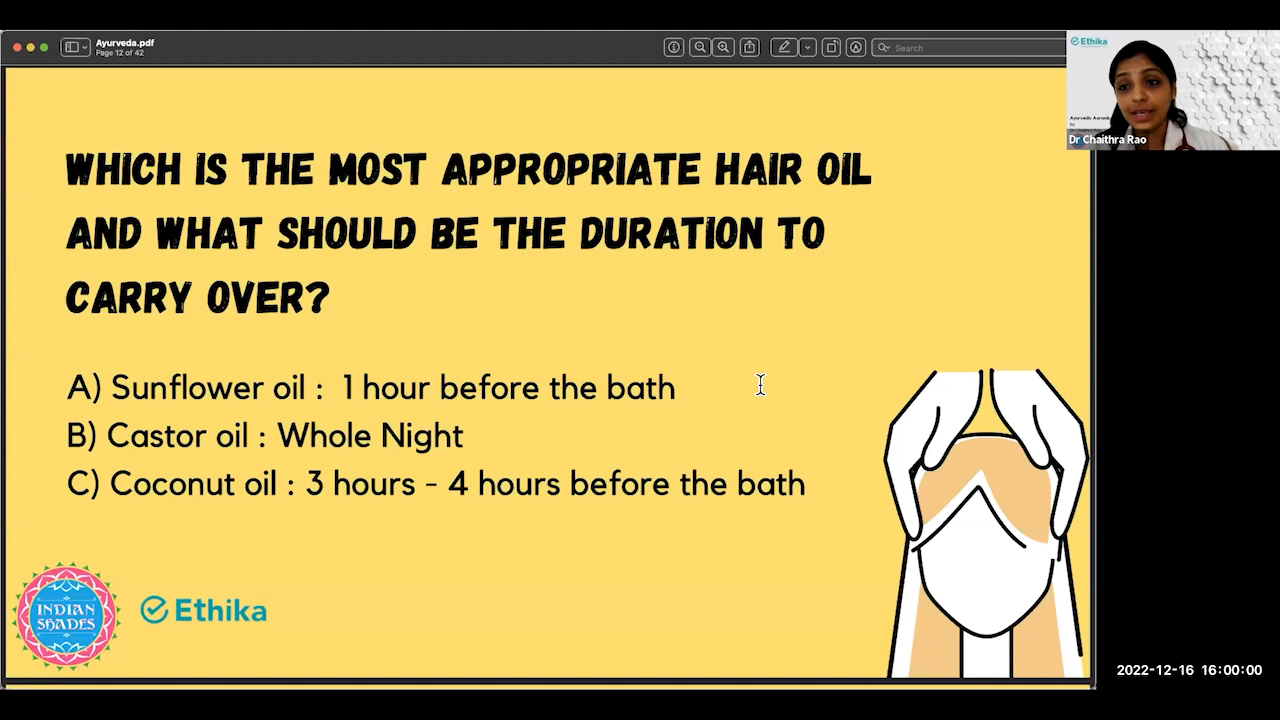 Ayurveda.pdf
Page 12 of 42
Search
Ethika
Dr Chaithra Rao
WHICH IS THE MOST APPROPRIATE HAIR OIL
AND WHAT SHOULD BE THE DURATION TO
CARRY OVER?
A) Sunflower oil : 1 hour before the bath
B) Castor oil : Whole Night
C) Coconut oil : 3 hours - 4 hours before the bath
INDIAN
SHADES
Ethika
2022-12-16 16:00:00